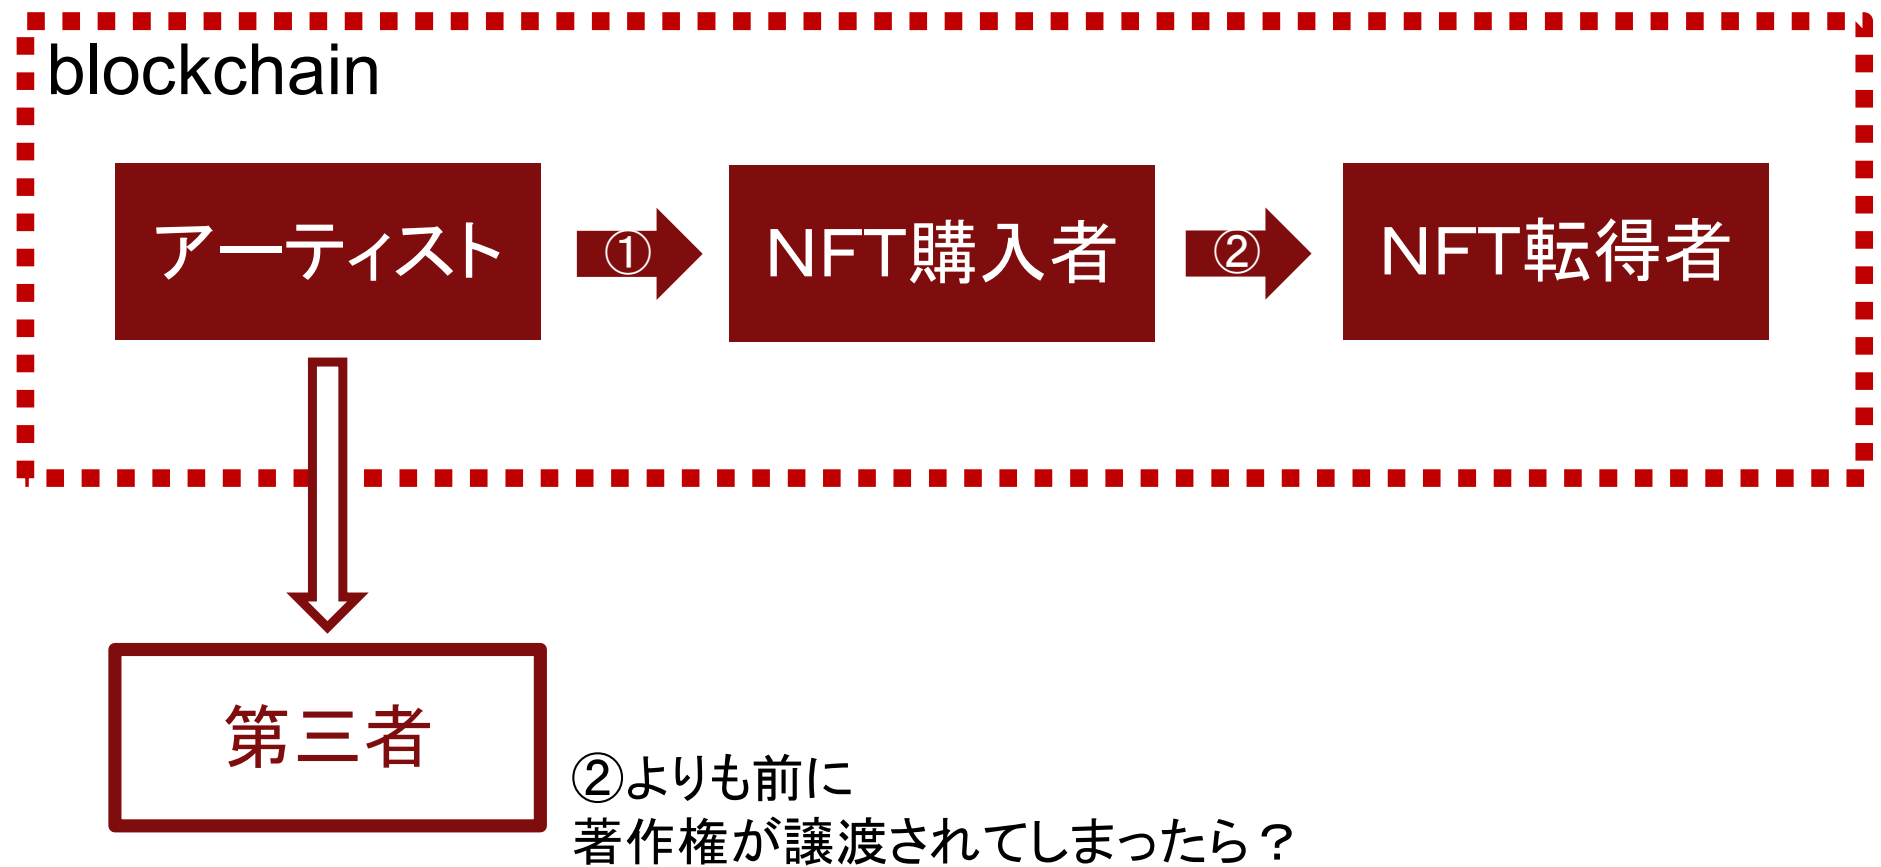 blockchain
アーティスト
①
NFT購入者
②
NFT転得者
第三者
②よりも前に
著作権が譲渡されてしまったら？